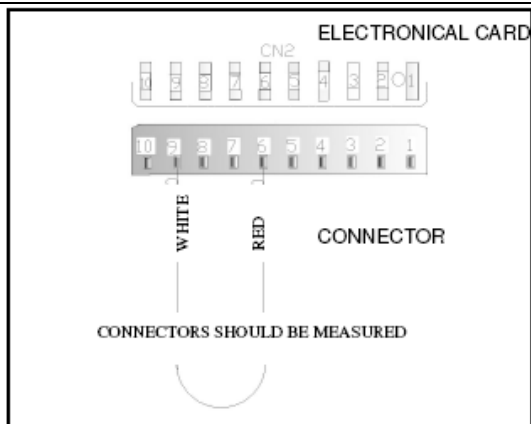 ELECTRONICAL CARD
CN2
10 9 8 7 6 5 4 3 2 1
10 9 8 7 6 5 4 3 2 1
WHITE
RED
CONNECTOR
CONNECTORS SHOULD BE MEASURED